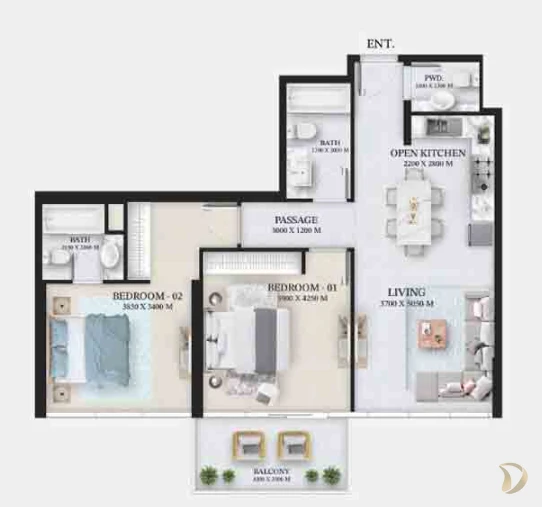 ENT.
PWD.
BATH
OPEN KITCHEN
2200 X 2800 M
PASSAGE
3000 X 1200 M
BATH
BEDROOM - 02
3850 X 3400 M
BEDROOM - 01
3900 X 4250 M
LIVING
3700 X 5050 M
BALCONY